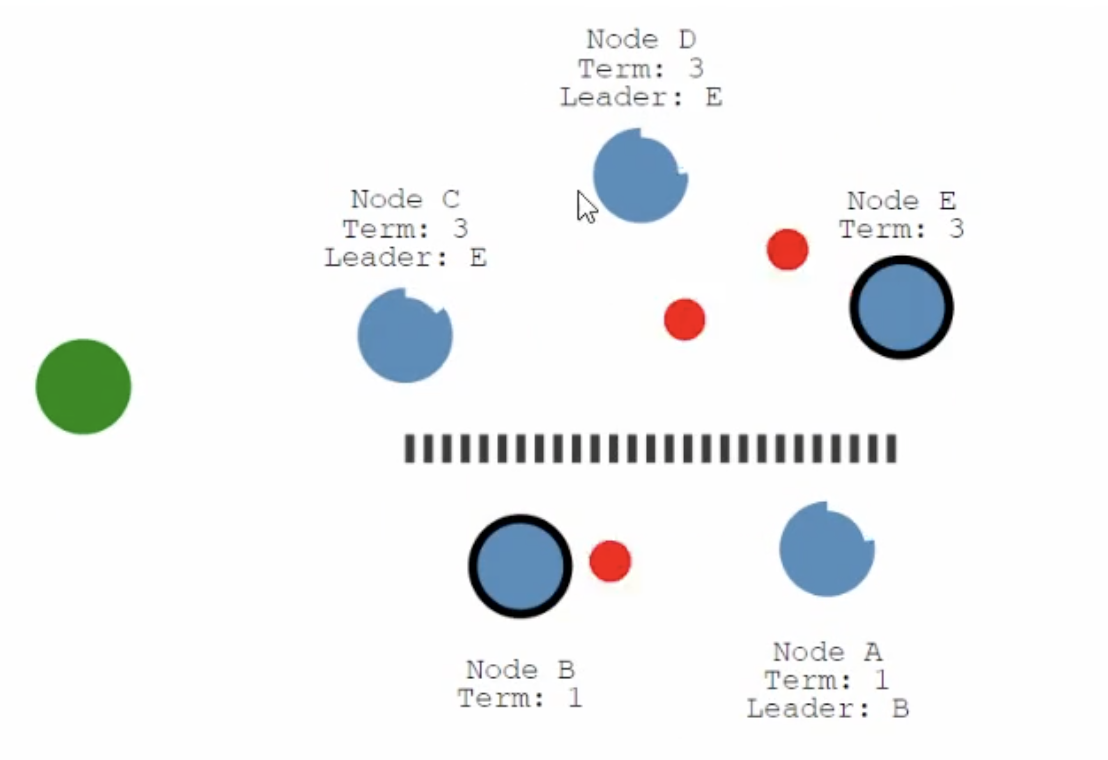 Node D
Term: 3
Leader: E
Node C
Term: 3
Leader: E
Node E
Term: 3
Node B
Term: 1
Node A
Term: 1
Leader: B